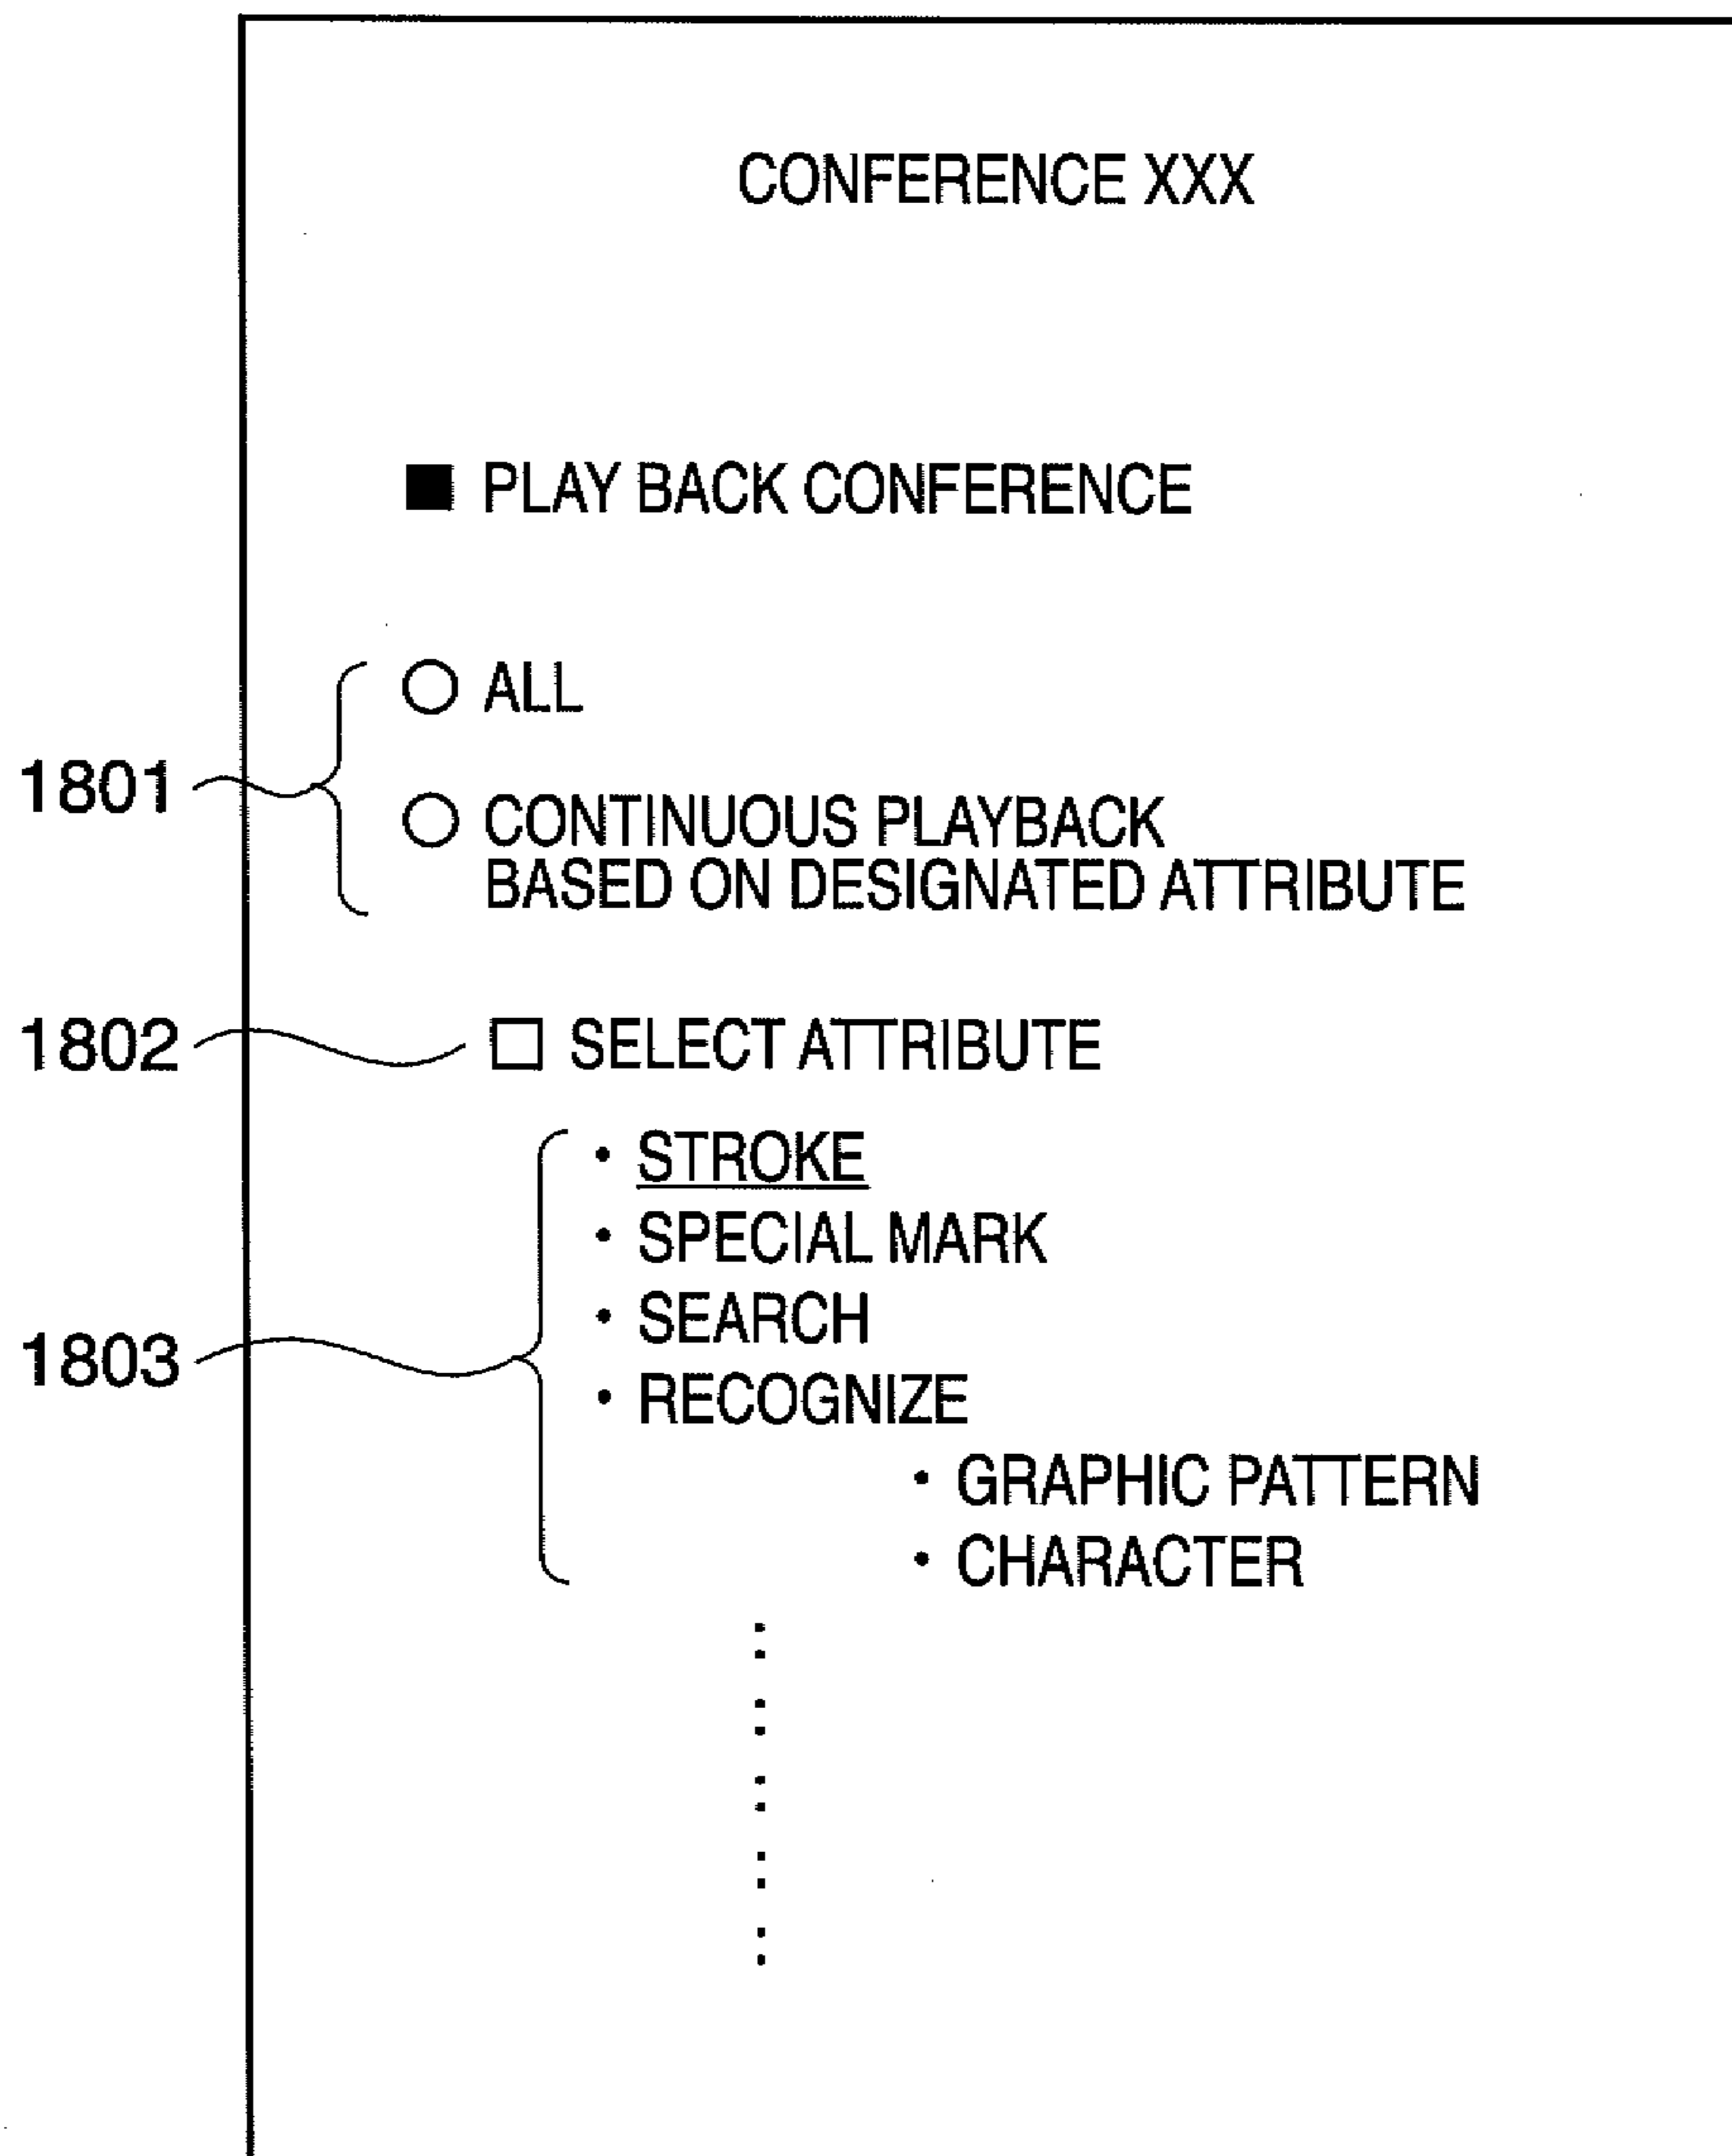 CONFERENCE XXX
■ PLAY BACK CONFERENCE
○ ALL
1801
○ CONTINUOUS PLAYBACK
BASED ON DESIGNATED ATTRIBUTE
1802
□ SELECT ATTRIBUTE
· STROKE
· SPECIAL MARK
· SEARCH
1803
· RECOGNIZE
· GRAPHIC PATTERN
· CHARACTER